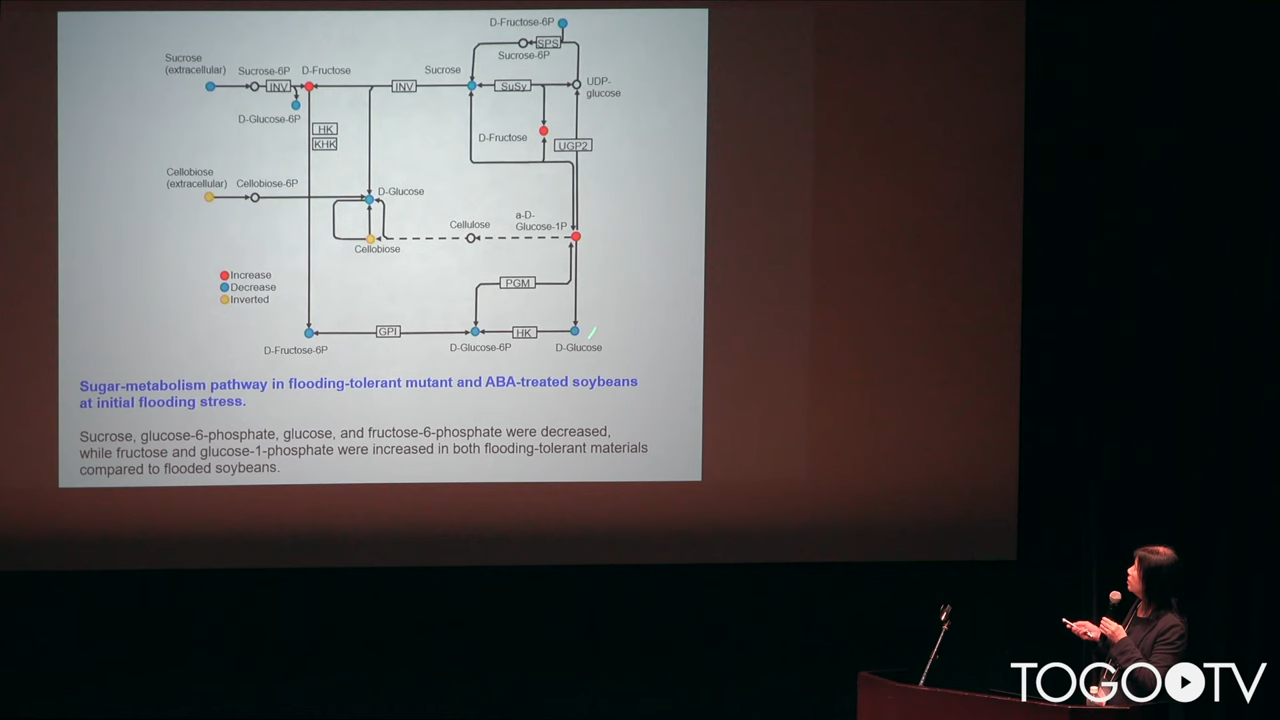 D-Fructose-6P
SPS
Sucrose-6P
Sucrose
(extracellular)
Sucrose-6P
D-Fructose
Sucrose
INV
INV
SuSy
UDP-
glucose
D-Glucose-6P
HK
KHK
D-Fructose
UGP2
Cellobiose
(extracellular)
Cellobiose-6P
D-Glucose
Cellulose
a-D-
Glucose-1P
Cellobiose
Increase
Decrease
Inverted
PGM
GPI
HK
D-Fructose-6P
D-Glucose-6P
D-Glucose
Sugar-metabolism pathway in flooding-tolerant mutant and ABA-treated soybeans
at initial flooding stress.
Sucrose, glucose-6-phosphate, glucose, and fructose-6-phosphate were decreased,
while fructose and glucose-1-phosphate were increased in both flooding-tolerant materials
compared to flooded soybeans.
TOGO TV